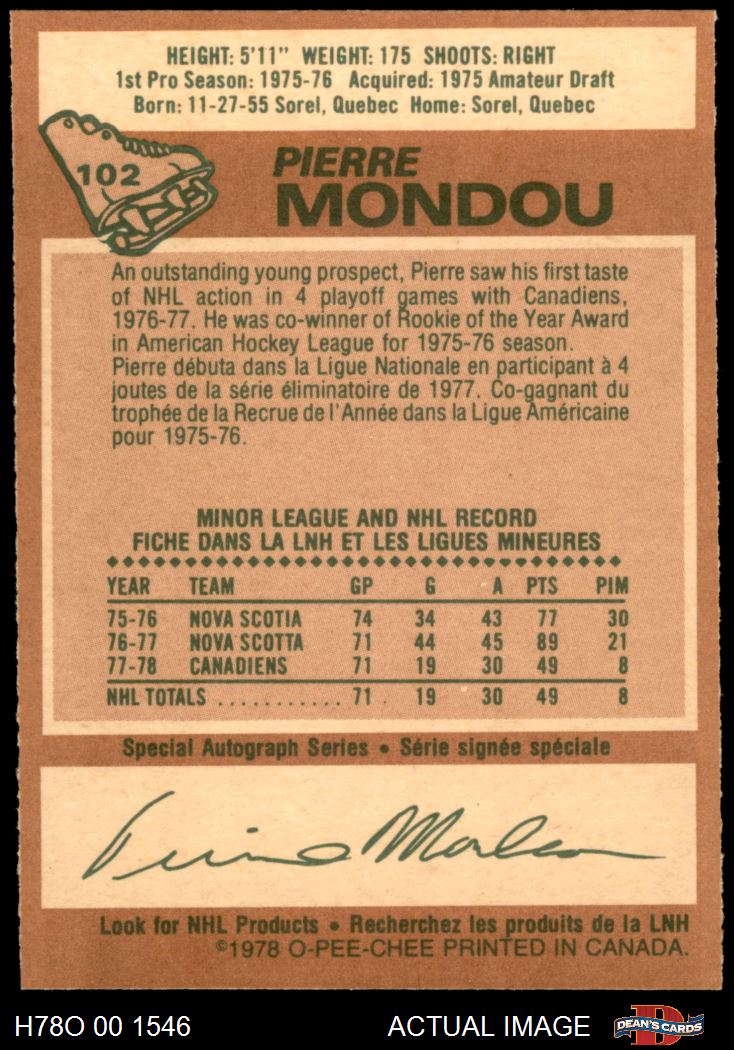 HEIGHT: 5'11" WEIGHT: 175 SHOOTS: RIGHT
1st Pro Season: 1975-76 Acquired: 1975 Amateur Draft
Born: 11-27-55 Sorel, Quebec Home: Sorel, Quebec
102
PIERRE
MONDOU
An outstanding young prospect, Pierre saw his first taste
of NHL action in 4 playoff games with Canadiens,
1976-77. He was co-winner of Rookie of the Year Award
in American Hockey League for 1975-76 season.
Pierre débuta dans la Ligue Nationale en participant à 4
joutes de la série éliminatoire de 1977. Co-gagnant du
trophée de la Recrue de l'Année dans la Ligue Américaine
pour 1975-76.
MINOR LEAGUE AND NHL RECORD
FICHE DANS LA LNH ET LES LIGUES MINEURES
YEAR TEAM GP G A PTS PIM
75-76 NOVA SCOTIA 74 34 43 77 30
76-77 NOVA SCOTTA 71 44 45 89 21
77-78 CANADIENS 71 19 30 49 8
NHL TOTALS ........... 71 19 30 49 8
Special Autograph Series • Série signée spéciale
Pierre Mondou
Look for NHL Products • Recherchez les produits de la LNH
©1978 O-PEE-CHEE PRINTED IN CANADA.
H78O 00 1546 ACTUAL IMAGE D DEAN'S CARDS